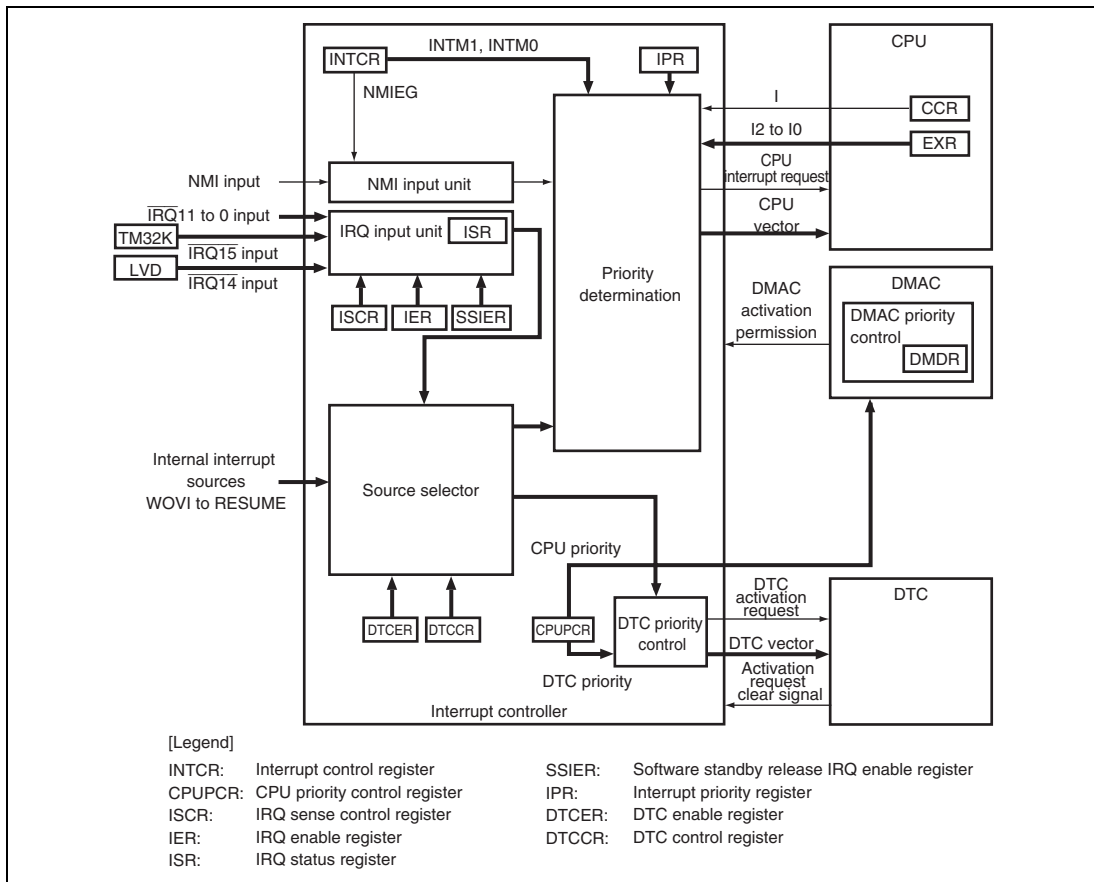 INTCR
INTM1, INTM0
IPR
CPU
NMIEG
I
CCR
I2 to I0
EXR
NMI input
NMI input unit
CPU
interrupt request
IRQ11 to 0 input
IRQ input unit
ISR
CPU
vector
TM32K
IRQ15 input
LVD
IRQ14 input
Priority
determination
ISCR
IER
SSIER
DMAC
activation
permission
DMAC
DMAC priority
control
DMDR
Internal interrupt
sources
WOVI to RESUME
Source selector
CPU priority
DTCER
DTCCR
CPUPCR
DTC priority
control
DTC priority
DTC
activation
request
DTC
DTC vector
Activation
request
clear signal
Interrupt controller
[Legend]
INTCR: Interrupt control register
CPUPCR: CPU priority control register
ISCR: IRQ sense control register
IER: IRQ enable register
ISR: IRQ status register
SSIER: Software standby release IRQ enable register
IPR: Interrupt priority register
DTCER: DTC enable register
DTCCR: DTC control register